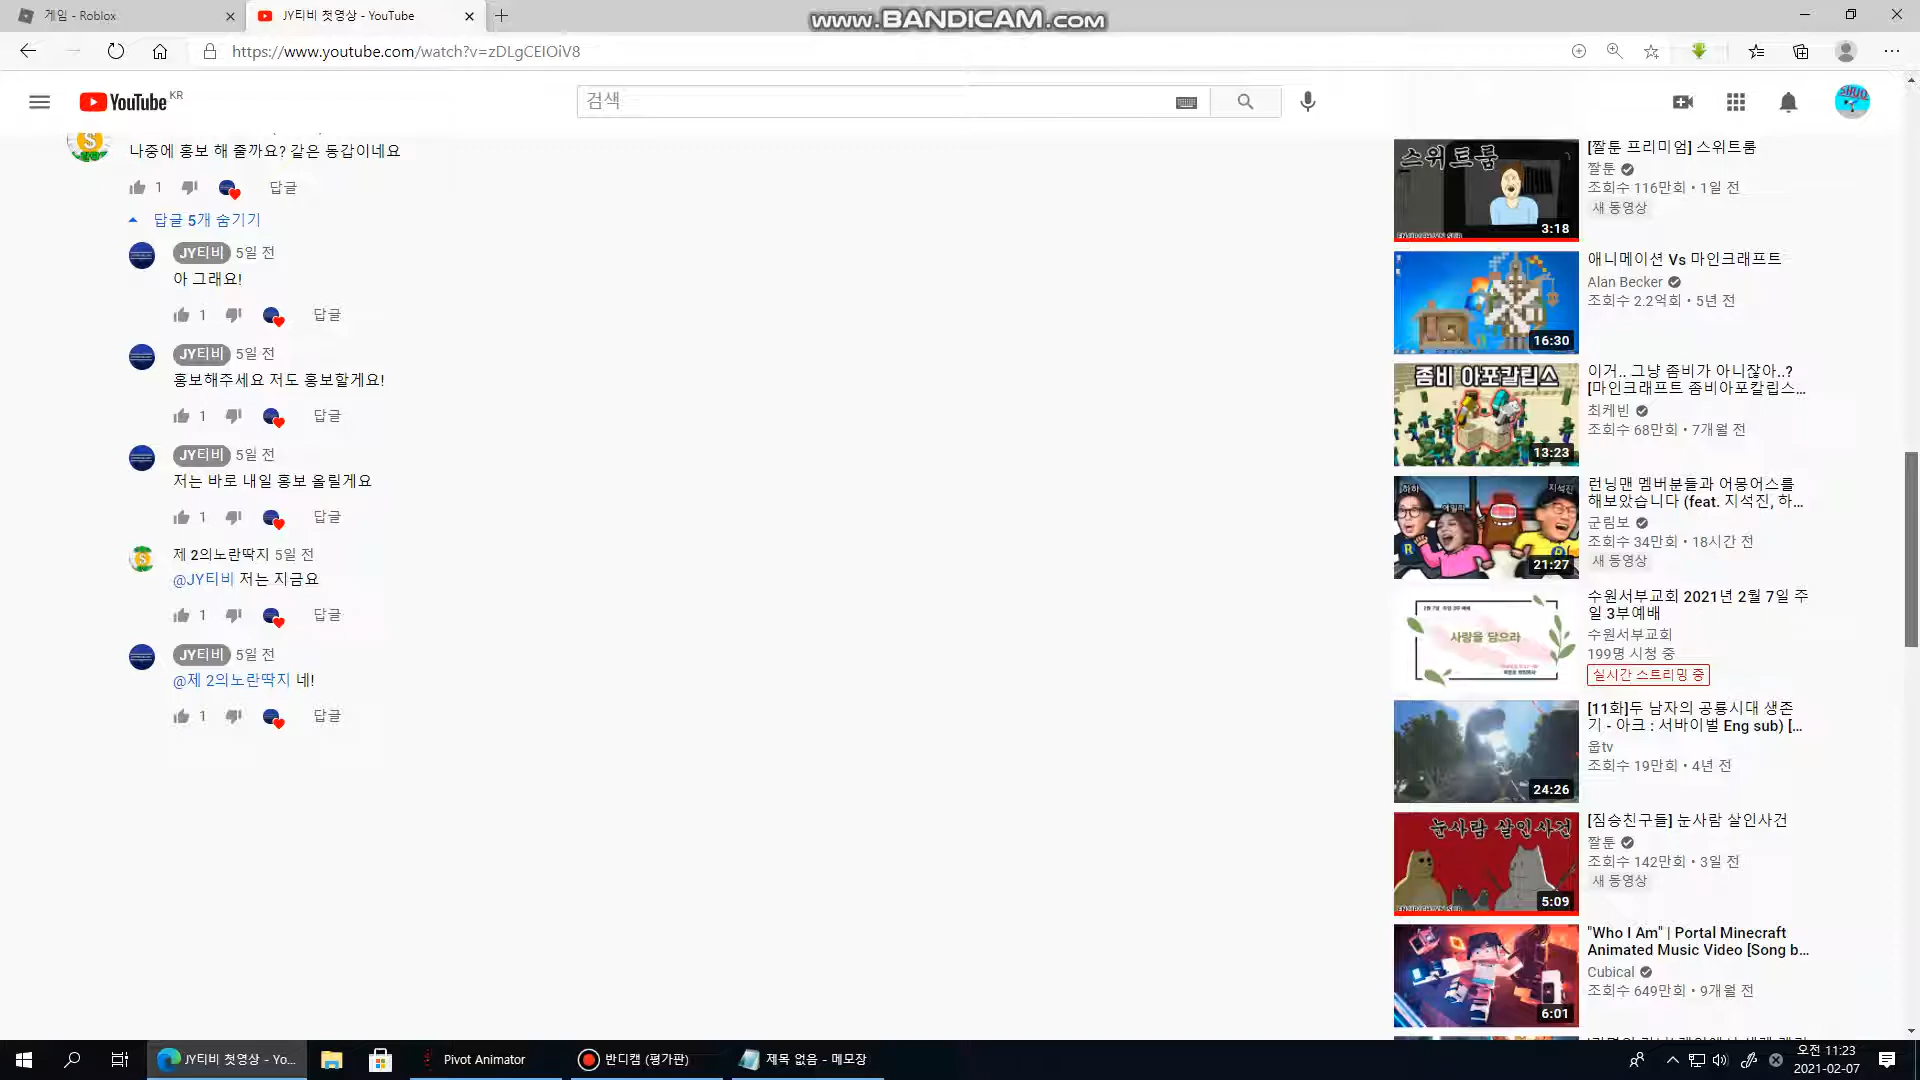 게임 - Roblox
JY티비 첫영상 - YouTube
www.BANDICAM.com
https://www.youtube.com/watch?v=zDLgCEIOiV8
YouTube KR
검색
나중에 홍보 해 줄까요? 같은 동갑이네요
1
답글
답글 5개 숨기기
JY티비 5일 전
아 그래요!
1
답글
JY티비 5일 전
홍보해주세요 저도 홍보할게요!
1
답글
JY티비 5일 전
저는 바로 내일 홍보 올릴게요
1
답글
제 2의노란딱지 5일 전
@JY티비 저는 지금요
1
답글
JY티비 5일 전
@제 2의노란딱지 네!
1
답글
스위트룸
3:18
[짤툰 프리미엄] 스위트룸
짤툰
조회수 116만회 • 1일 전
새 동영상
16:30
애니메이션 Vs 마인크래프트
Alan Becker
조회수 2.2억회 • 5년 전
좀비 아포칼립스
13:23
이거.. 그냥 좀비가 아니잖아..?
[마인크래프트 좀비아포칼립스...
최케빈
조회수 68만회 • 7개월 전
하하
지석진
21:27
런닝맨 멤버분들과 어몽어스를
해보았습니다 (feat. 지석진, 하...
군림보
조회수 34만회 • 18시간 전
새 동영상
사랑을 담으라
수원서부교회 2021년 2월 7일 주
일 3부예배
수원서부교회
199명 시청 중
실시간 스트리밍 중
24:26
[11화]두 남자의 공룡시대 생존
기 - 아크 : 서바이벌 Eng sub) [...
욥tv
조회수 19만회 • 4년 전
눈사람 살인사건
5:09
[짐승친구들] 눈사람 살인사건
짤툰
조회수 142만회 • 3일 전
새 동영상
6:01
"Who I Am" | Portal Minecraft
Animated Music Video [Song b...
Cubical
조회수 649만회 • 9개월 전
JY티비 첫영상 - Yo...
Pivot Animator
반디캠 (평가판)
제목 없음 - 메모장
오전 11:23
2021-02-07